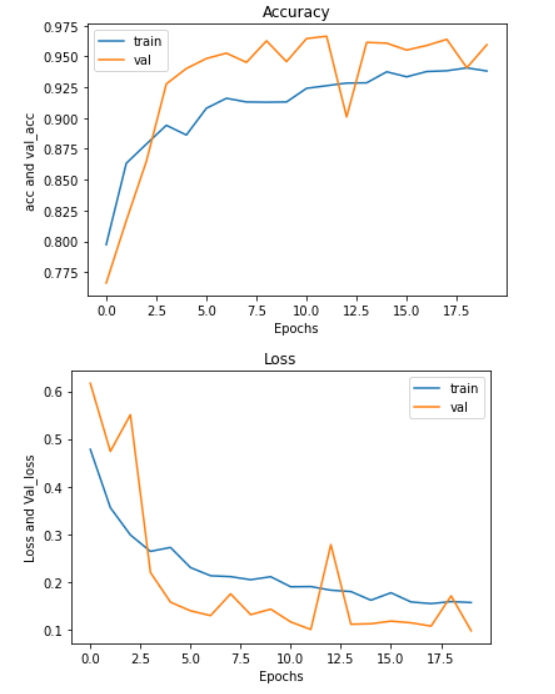 Accuracy
0.975
0.950
0.925
0.900
0.875
0.850
0.825
0.800
0.775
acc and val_acc
train
val
0.0 2.5 5.0 7.5 10.0 12.5 15.0 17.5
Epochs
Loss
0.6
0.5
0.4
0.3
0.2
0.1
Loss and Val_loss
train
val
0.0 2.5 5.0 7.5 10.0 12.5 15.0 17.5
Epochs